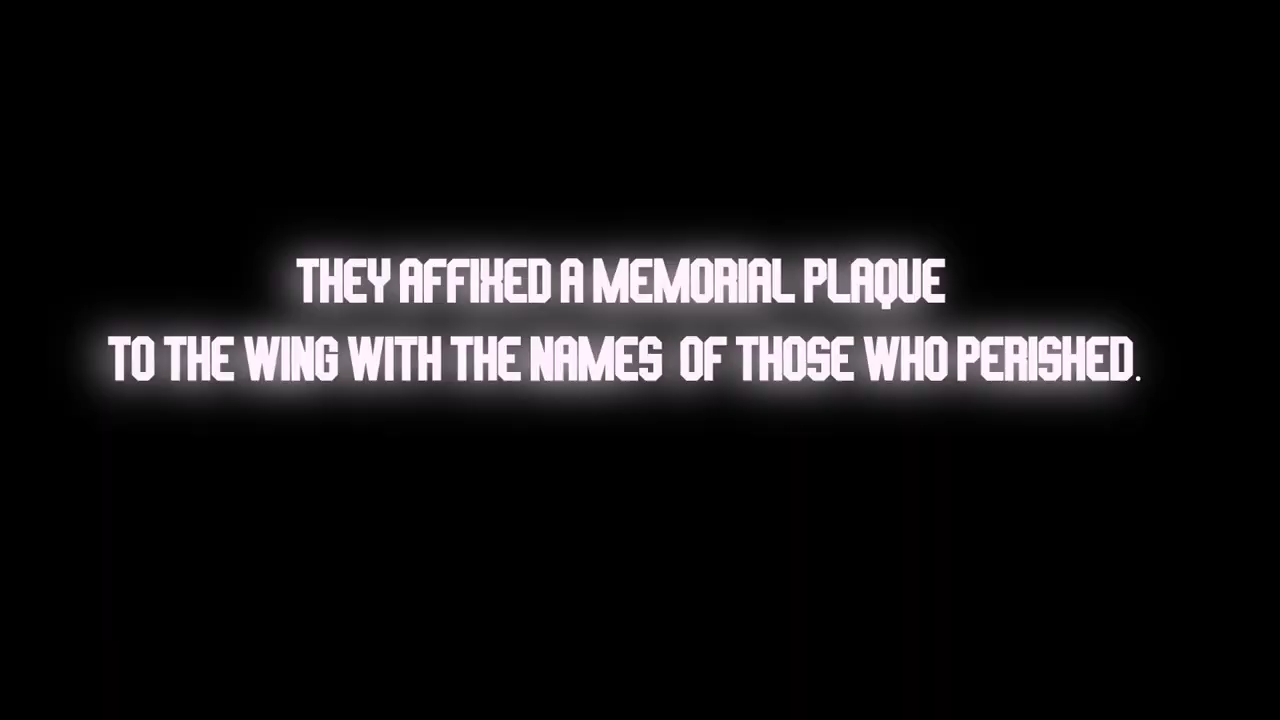 THEY AFFIXED A MEMORIAL PLAQUE
TO THE WING WITH THE NAMES OF THOSE WHO PERISHED.